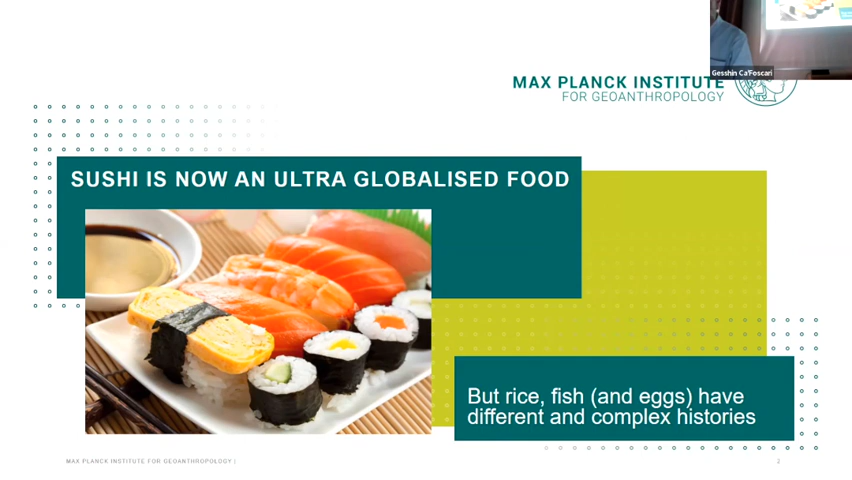 Gesshin Ca'Foscari
MAX PLANCK INSTITUTE
FOR GEOANTHROPOLOGY
SUSHI IS NOW AN ULTRA GLOBALISED FOOD
But rice, fish (and eggs) have
different and complex histories
MAX PLANCK INSTITUTE FOR GEOANTHROPOLOGY |
2